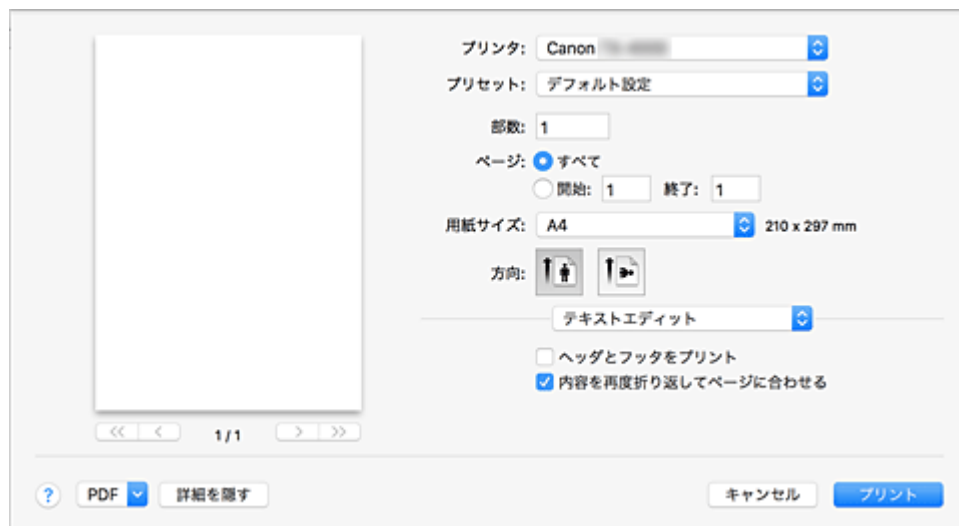 プリンタ: Canon
プリセット: デフォルト設定
部数: 1
ページ: すべて
開始: 1 終了: 1
用紙サイズ: A4 210 x 297 mm
方向:
テキストエディット
ヘッダとフッタをプリント
内容を再度折り返してページに合わせる
<< < 1 / 1 > >>
? PDF 詳細を隠す キャンセル プリント